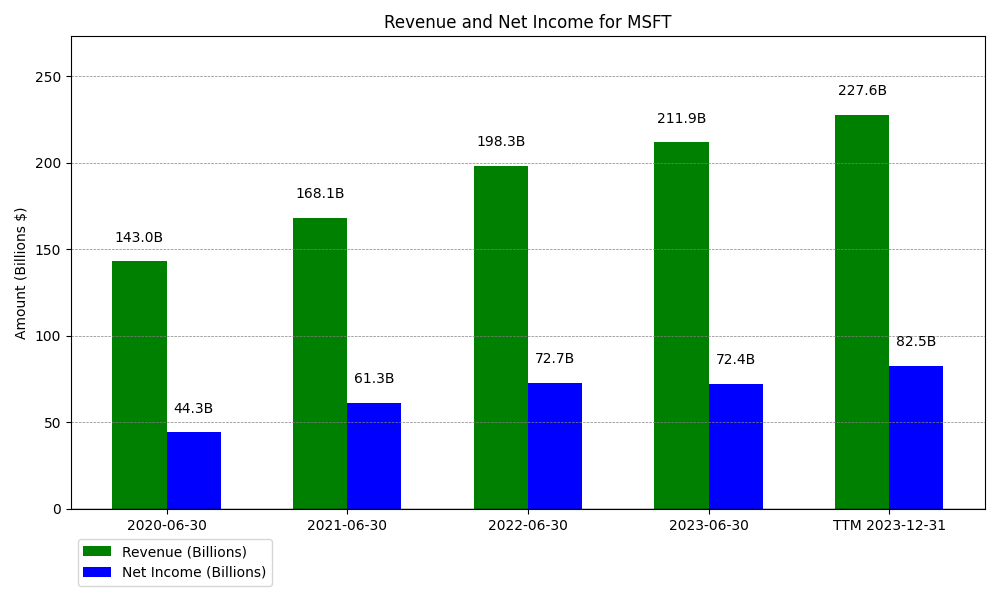 Revenue and Net Income for MSFT
Amount (Billions $)
250
200
150
100
50
0
143.0B
44.3B
168.1B
61.3B
198.3B
72.7B
211.9B
72.4B
227.6B
82.5B
2020-06-30
2021-06-30
2022-06-30
2023-06-30
TTM 2023-12-31
Revenue (Billions)
Net Income (Billions)